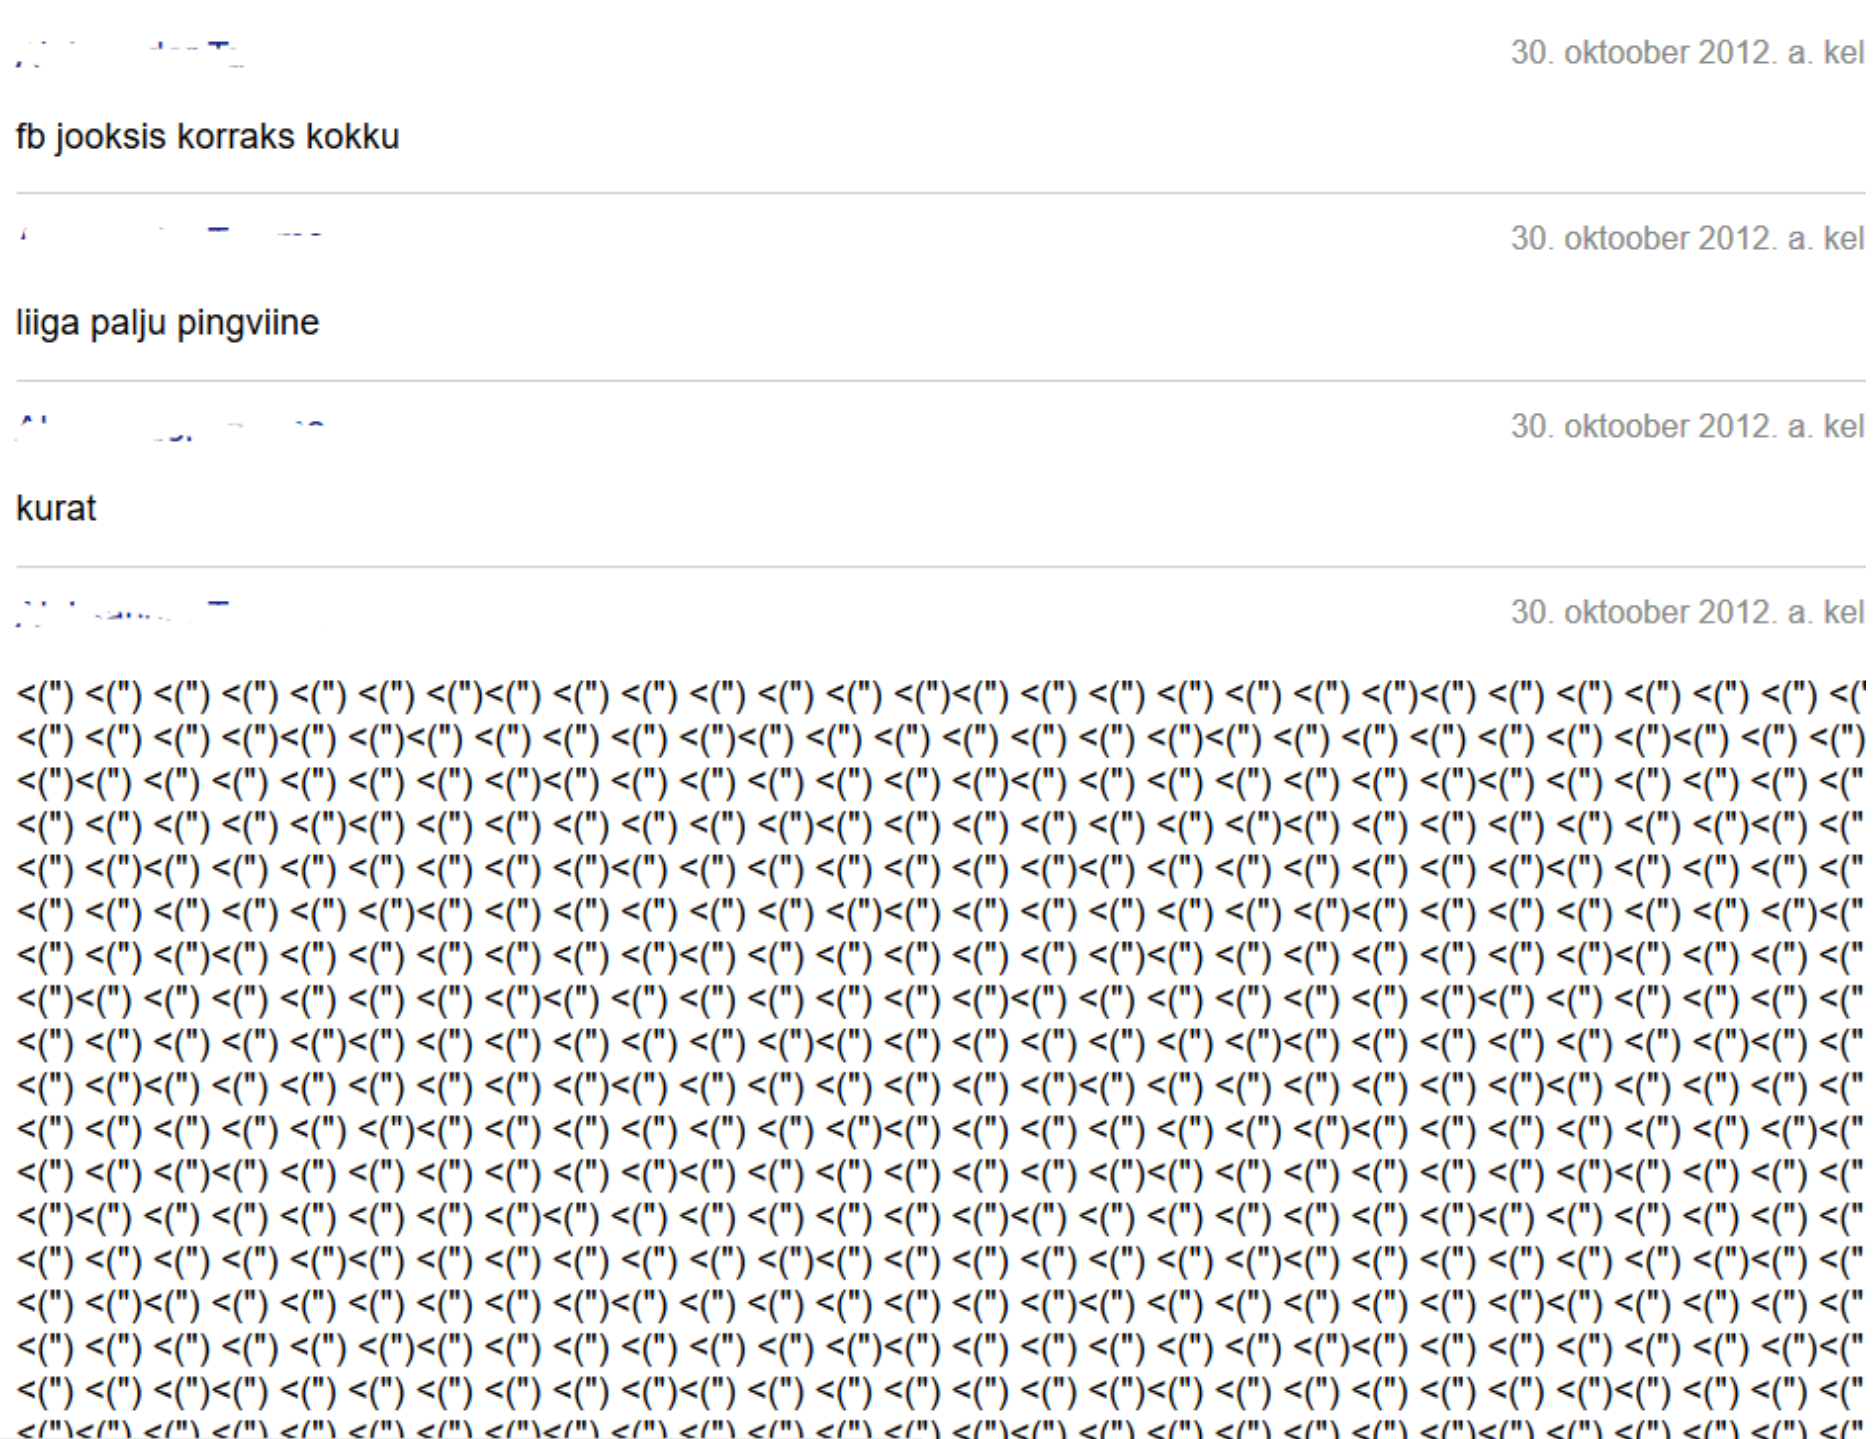 30. oktoober 2012. a. kel
fb jooksis korraks kokku
30. oktoober 2012. a. kel
liiga palju pingviine
30. oktoober 2012. a. kel
kurat
30. oktoober 2012. a. kel
<(") <(") <(") <(") <(") <(") <(")<(") <(") <(") <(") <(") <(") <(")<(") <(") <(") <(") <(") <(") <(")<(") <(") <(") <(") <(") <(") <("
<(") <(") <(") <(")<(") <(")<(") <(") <(") <(") <(")<(") <(") <(") <(") <(") <(") <(")<(") <(") <(") <(") <(") <(") <(")<(") <(") <(")
<(")<(") <(") <(") <(") <(") <(") <(")<(") <(") <(") <(") <(") <(") <(")<(") <(") <(") <(") <(") <(") <(")<(") <(") <(") <(") <(") <("
<(") <(") <(") <(") <(")<(") <(") <(") <(") <(") <(") <(")<(") <(") <(") <(") <(") <(") <(")<(") <(") <(") <(") <(") <(") <(")<(") <("
<(") <(")<(") <(") <(") <(") <(") <(") <(")<(") <(") <(") <(") <(") <(") <(")<(") <(") <(") <(") <(") <(") <(")<(") <(") <(") <(") <("
<(") <(") <(") <(") <(") <(")<(") <(") <(") <(") <(") <(") <(")<(") <(") <(") <(") <(") <(") <(")<(") <(") <(") <(") <(") <(") <(")<("
<(") <(") <(")<(") <(") <(") <(") <(") <(") <(")<(") <(") <(") <(") <(") <(") <(")<(") <(") <(") <(") <(") <(") <(")<(") <(") <(") <("
<(")<(") <(") <(") <(") <(") <(") <(")<(") <(") <(") <(") <(") <(") <(")<(") <(") <(") <(") <(") <(") <(")<(") <(") <(") <(") <(") <("
<(") <(") <(") <(") <(")<(") <(") <(") <(") <(") <(") <(")<(") <(") <(") <(") <(") <(") <(")<(") <(") <(") <(") <(") <(") <(")<(") <("
<(") <(")<(") <(") <(") <(") <(") <(") <(")<(") <(") <(") <(") <(") <(") <(")<(") <(") <(") <(") <(") <(") <(")<(") <(") <(") <(") <("
<(") <(") <(") <(") <(") <(")<(") <(") <(") <(") <(") <(") <(")<(") <(") <(") <(") <(") <(") <(")<(") <(") <(") <(") <(") <(") <(")<("
<(") <(") <(")<(") <(") <(") <(") <(") <(") <(")<(") <(") <(") <(") <(") <(") <(")<(") <(") <(") <(") <(") <(") <(")<(") <(") <(") <("
<(")<(") <(") <(") <(") <(") <(") <(")<(") <(") <(") <(") <(") <(") <(")<(") <(") <(") <(") <(") <(") <(")<(") <(") <(") <(") <(") <("
<(") <(") <(") <(") <(")<(") <(") <(") <(") <(") <(") <(")<(") <(") <(") <(") <(") <(") <(")<(") <(") <(") <(") <(") <(") <(")<(") <("
<(") <(")<(") <(") <(") <(") <(") <(") <(")<(") <(") <(") <(") <(") <(") <(")<(") <(") <(") <(") <(") <(") <(")<(") <(") <(") <(") <("
<(") <(") <(") <(") <(") <(")<(") <(") <(") <(") <(") <(") <(")<(") <(") <(") <(") <(") <(") <(")<(") <(") <(") <(") <(") <(") <(")<("
<(") <(") <(")<(") <(") <(") <(") <(") <(") <(")<(") <(") <(") <(") <(") <(") <(")<(") <(") <(") <(") <(") <(") <(")<(") <(") <(") <("
<(")<(") <(") <(") <(") <(") <(") <(")<(") <(") <(") <(") <(") <(") <(")<(") <(") <(") <(") <(") <(") <(")<(") <(") <(") <(") <(") <("